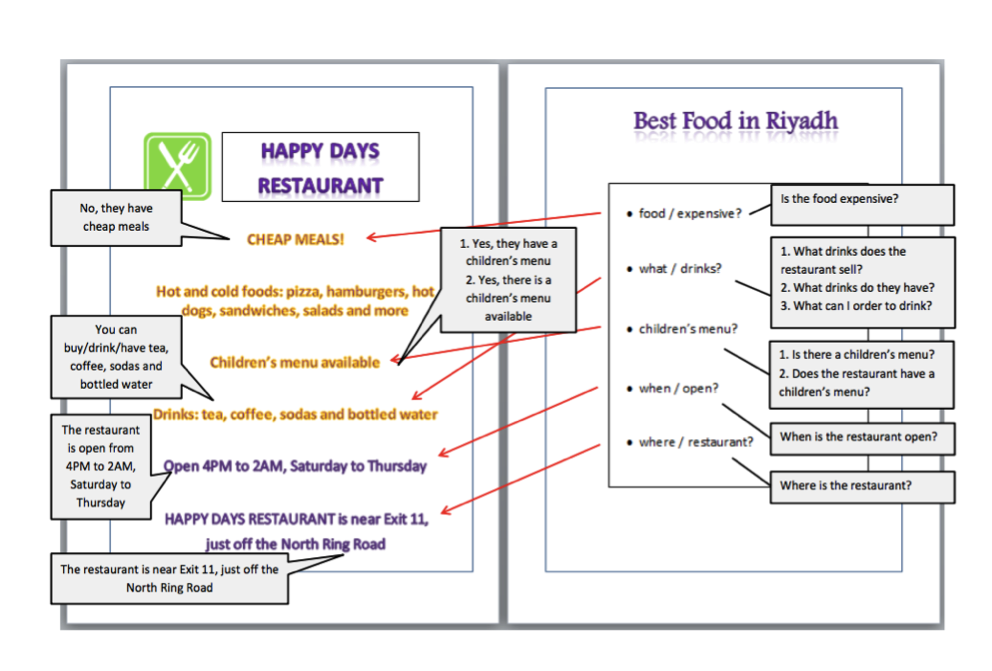 HAPPY DAYS
RESTAURANT
No, they have
cheap meals
CHEAP MEALS!
1. Yes, they have a
children's menu
2. Yes, there is a
children's menu
available
Hot and cold foods: pizza, hamburgers, hot
dogs, sandwiches, salads and more
You can
buy/drink/have tea,
coffee, sodas and
bottled water
Children's menu available
Drinks: tea, coffee, sodas and bottled water
The restaurant
is open from
4PM to 2AM,
Saturday to
Thursday
Open 4PM to 2AM, Saturday to Thursday
HAPPY DAYS RESTAURANT is near Exit 11,
just off the North Ring Road
The restaurant is near Exit 11, just off the
North Ring Road
Best Food in Riyadh
• food / expensive?
Is the food expensive?
• what / drinks?
1. What drinks does the
restaurant sell?
2. What drinks do they have?
3. What can I order to drink?
• children's menu?
1. Is there a children's menu?
2. Does the restaurant have a
children's menu?
• when / open?
When is the restaurant open?
• where / restaurant?
Where is the restaurant?